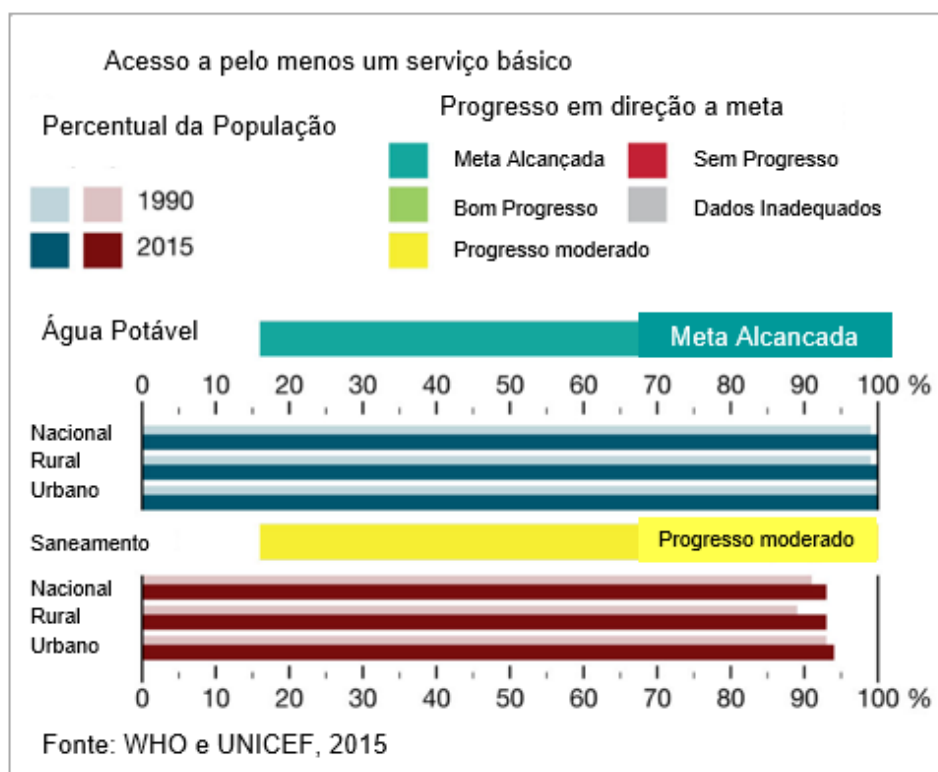 Acesso a pelo menos um serviço básico
Percentual da População
1990
2015
Progresso em direção a meta
Meta Alcançada
Sem Progresso
Bom Progresso
Dados Inadequados
Progresso moderado
Água Potável
Meta Alcancada
0 10 20 30 40 50 60 70 80 90 100 %
Nacional
Rural
Urbano
Saneamento
Progresso moderado
Nacional
Rural
Urbano
0 10 20 30 40 50 60 70 80 90 100 %
Fonte: WHO e UNICEF, 2015